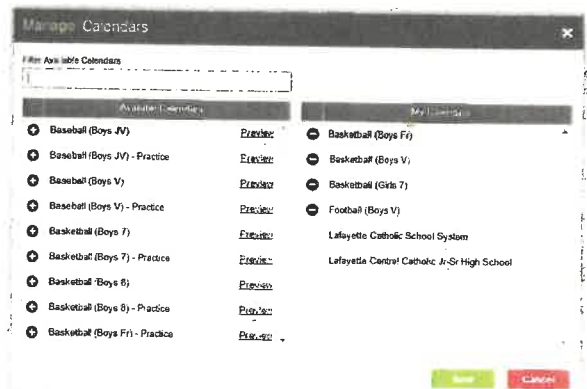 Manage Calendars
Filter Available Calendars
Available Calendars
My Calendars
Baseball (Boys JV) Preview
Baseball (Boys JV) - Practice Preview
Baseball (Boys V) Preview
Baseball (Boys V) - Practice Preview
Basketball (Boys 7) Preview
Basketball (Boys 7) - Practice Preview
Basketball (Boys 8) Preview
Basketball (Boys 8) - Practice Preview
Basketball (Boys Fr) - Practice Preview
Basketball (Boys Fr)
Basketball (Boys V)
Basketball (Girls 7)
Football (Boys V)
Lafayette Catholic School System
Lafayette Central Catholic Jr-Sr High School
Save Cancel